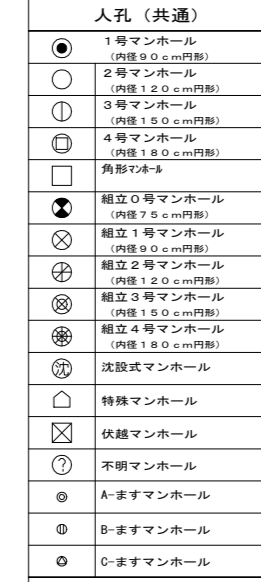 人孔（共通）
１号マンホール
（内径９０ｃｍ円形）
２号マンホール
（内径１２０ｃｍ円形）
３号マンホール
（内径１５０ｃｍ円形）
４号マンホール
（内径１８０ｃｍ円形）
角形ﾏﾝﾎｰﾙ
組立０号マンホール
（内径７５ｃｍ円形）
組立１号マンホール
（内径９０ｃｍ円形）
組立２号マンホール
（内径１２０ｃｍ円形）
組立３号マンホール
（内径１５０ｃｍ円形）
組立４号マンホール
（内径１８０ｃｍ円形）
沈 沈設式マンホール
特殊マンホール
伏越マンホール
? 不明マンホール
A-ますマンホール
B-ますマンホール
C-ますマンホール